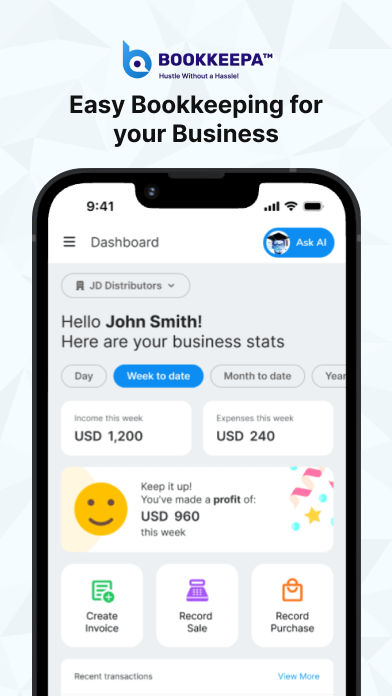 BOOKKEEPA™
Hustle Without a Hassle!
Easy Bookkeeping for
your Business
9:41
Dashboard
Ask AI
JD Distributors
Hello John Smith!
Here are your business stats
Day
Week to date
Month to date
Year
Income this week
USD 1,200
Expenses this week
USD 240
Keep it up!
You've made a profit of:
USD 960
this week
Create
Invoice
Record
Sale
Record
Purchase
Recent transactions
View More